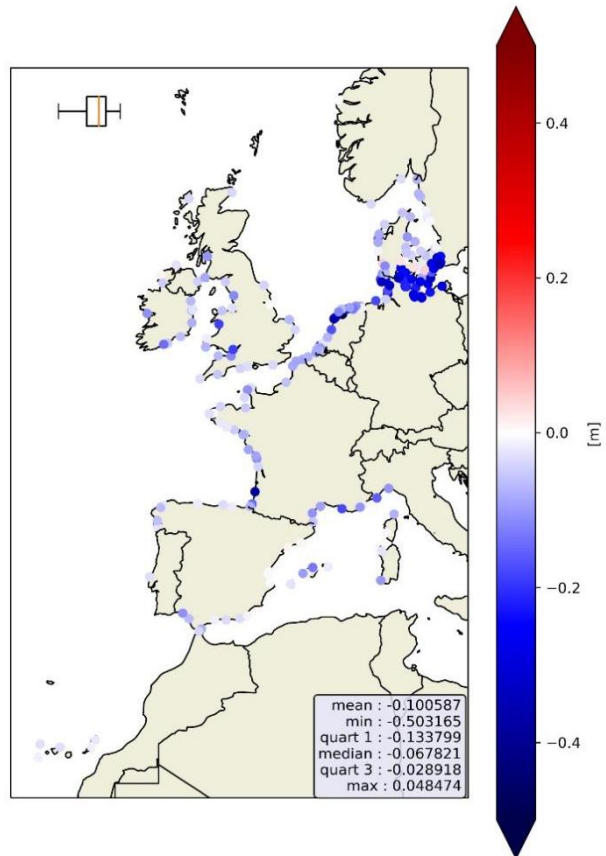 0.4
0.2
0.0
[m]
−0.2
−0.4
mean : -0.100587
min : -0.503165
quart 1 : -0.133799
median : -0.067821
quart 3 : -0.028918
max : 0.048474